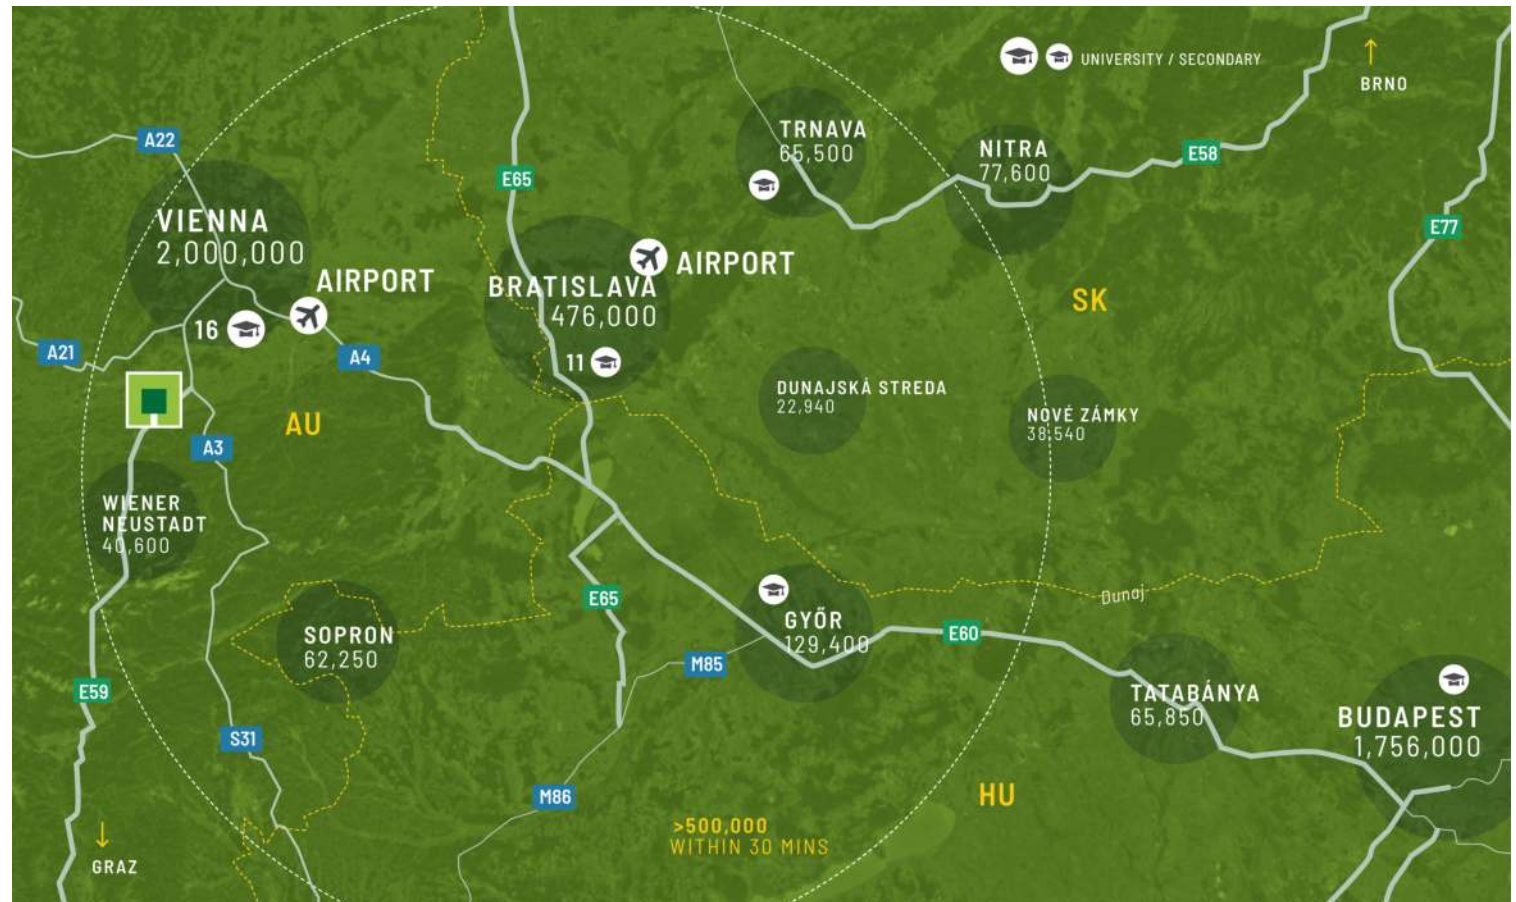 UNIVERSITY / SECONDARY
BRNO
A22
TRNAVA
65,500
NITRA
77,600
E58
E65
VIENNA
2,000,000
E77
AIRPORT
AIRPORT
BRATISLAVA
476,000
SK
16
11
A21
A4
DUNAJSKÁ STREDA
22,940
NOVÉ ZÁMKY
38,540
AU
A3
WIENER
NEUSTADT
40,600
E65
Dunaj
SOPRON
62,250
GYŐR
129,400
E60
M85
E59
TATABÁNYA
65,850
BUDAPEST
1,756,000
S31
M86
HU
>500,000
WITHIN 30 MINS
GRAZ